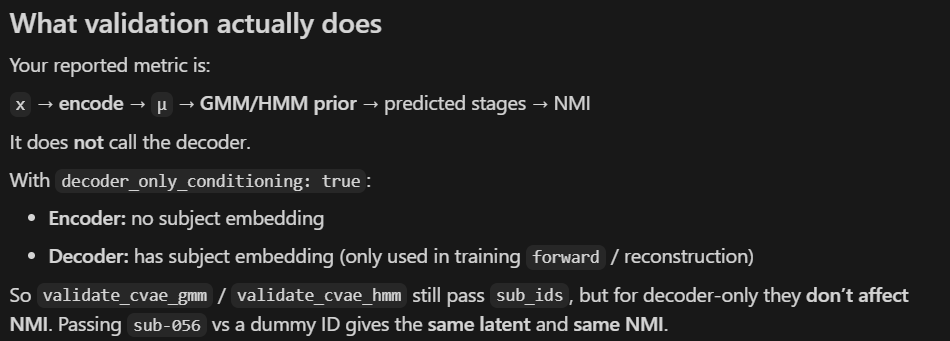 What validation actually does
Your reported metric is:
x → encode → μ → GMM/HMM prior → predicted stages → NMI
It does not call the decoder.
With decoder_only_conditioning: true:
• Encoder: no subject embedding
• Decoder: has subject embedding (only used in training forward / reconstruction)
So validate_cvae_gmm / validate_cvae_hmm still pass sub_ids, but for decoder-only they don’t affect
NMI. Passing sub-056 vs a dummy ID gives the same latent and same NMI.